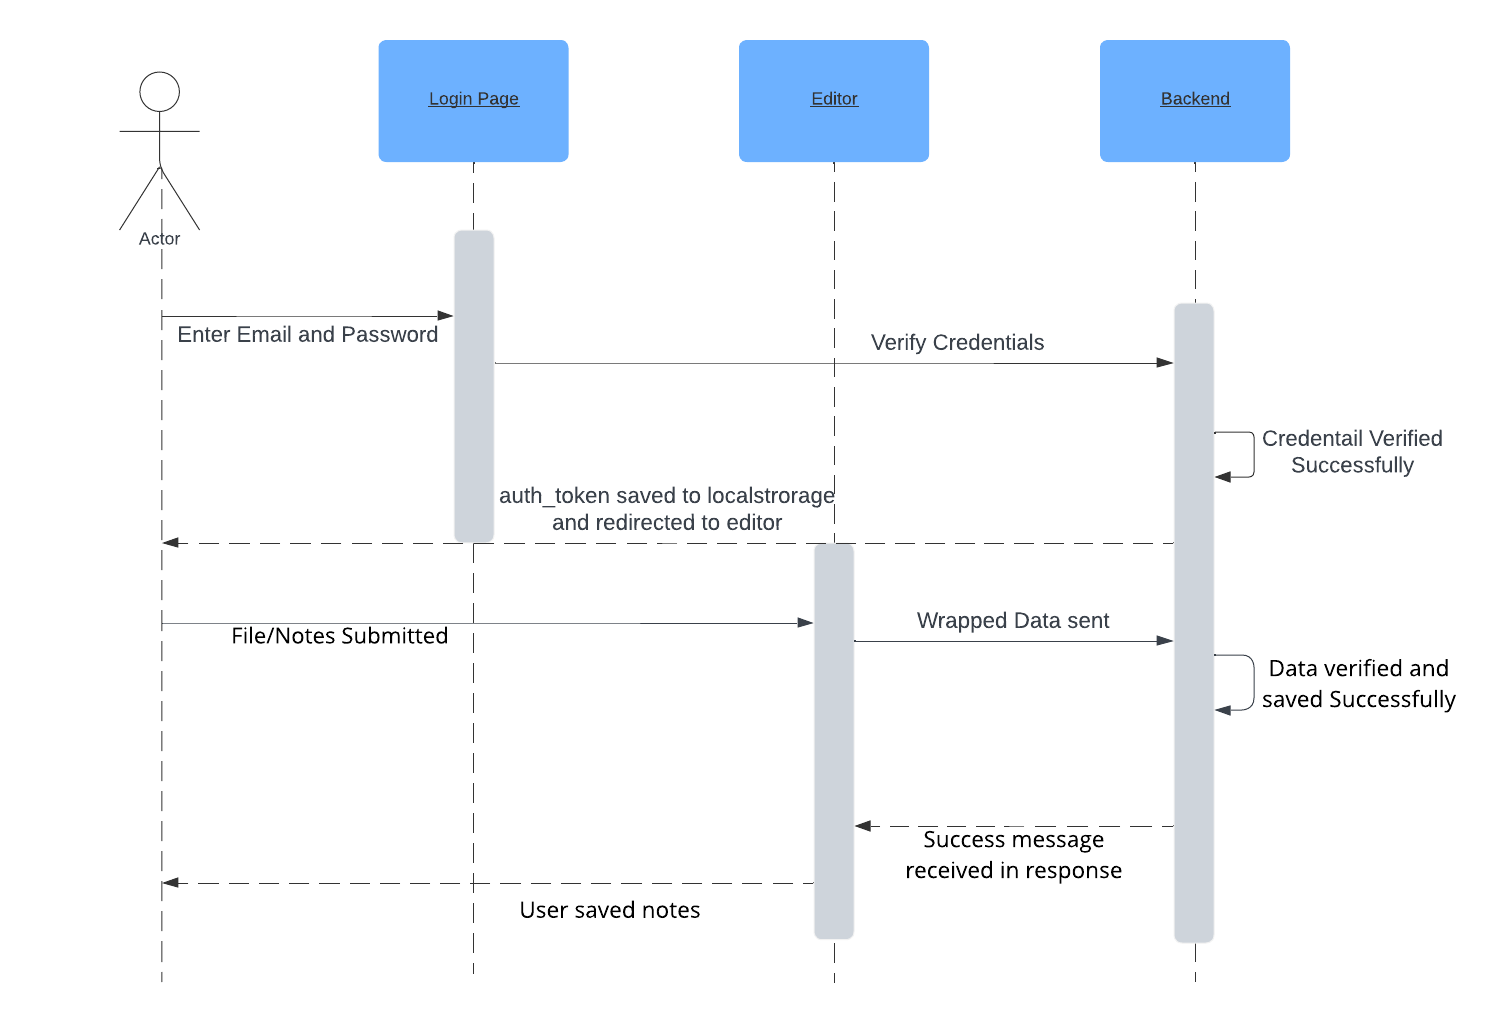 Login Page
Editor
Backend
Actor
Enter Email and Password
Verify Credentials
Credentail Verified
Successfully
auth_token saved to localstrorage
and redirected to editor
File/Notes Submitted
Wrapped Data sent
Data verified and
saved Successfully
Success message
received in response
User saved notes